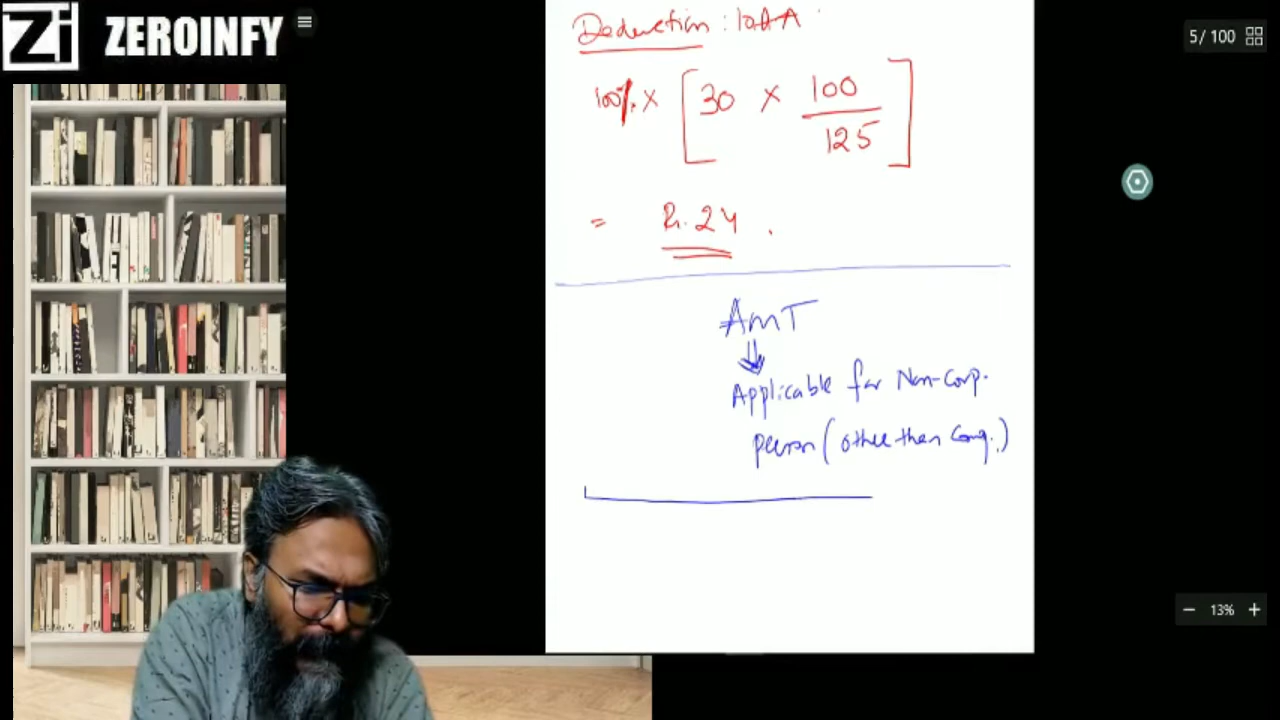 Zi ZEROINFY
5/100
Deduction : 10AA
100% × [30 × 100
125]
= Rs. 24.
AMT
Applicable for Non-Corp.
person (other than Comp.)
13%